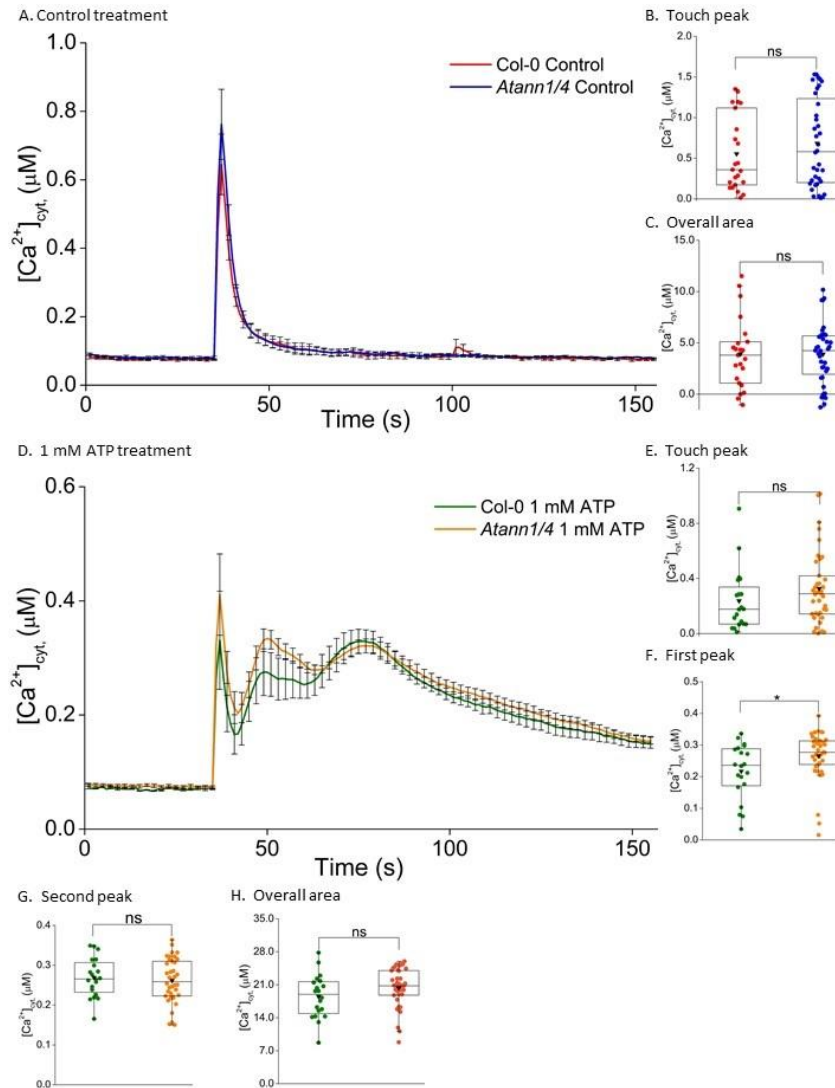 A. Control treatment
1.0
0.8
0.6
0.4
0.2
0.0
[Ca²⁺]cyt. (μM)
Col-0 Control
Atann1/4 Control
0
50
100
150
Time (s)
B. Touch peak
2.0
1.5
1.0
0.5
0.0
[Ca²⁺]cyt. (μM)
ns
C. Overall area
15.0
10.0
5.0
0.0
[Ca²⁺]cyt. (μM)
ns
D. 1 mM ATP treatment
0.6
0.4
0.2
0.0
[Ca²⁺]cyt. (μM)
Col-0 1 mM ATP
Atann1/4 1 mM ATP
0
50
100
150
Time (s)
E. Touch peak
1.2
0.8
0.4
0.0
[Ca²⁺]cyt. (μM)
ns
F. First peak
0.5
0.4
0.3
0.2
0.1
0.0
[Ca²⁺]cyt. (μM)
*
G. Second peak
0.4
0.3
0.2
0.1
0.0
[Ca²⁺]cyt. (μM)
ns
H. Overall area
35.0
28.0
21.0
14.0
7.0
0.0
[Ca²⁺]cyt. (μM)
ns